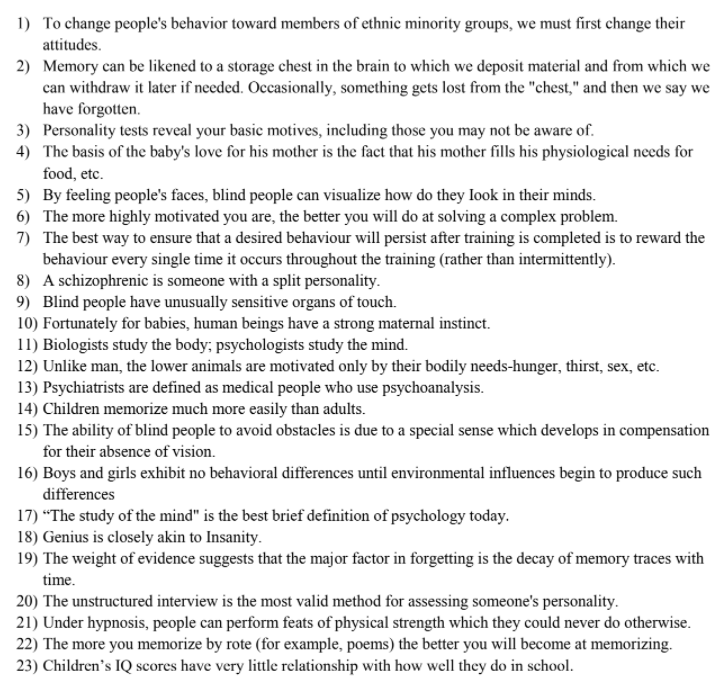 1) To change people's behavior toward members of ethnic minority groups, we must first change their
attitudes.
2) Memory can be likened to a storage chest in the brain to which we deposit material and from which we
can withdraw it later if needed. Occasionally, something gets lost from the "chest," and then we say we
have forgotten.
3) Personality tests reveal your basic motives, including those you may not be aware of.
4) The basis of the baby's love for his mother is the fact that his mother fills his physiological needs for
food, etc.
5) By feeling people's faces, blind people can visualize how do they look in their minds.
6) The more highly motivated you are, the better you will do at solving a complex problem.
7) The best way to ensure that a desired behaviour will persist after training is completed is to reward the
behaviour every single time it occurs throughout the training (rather than intermittently).
8) A schizophrenic is someone with a split personality.
9) Blind people have unusually sensitive organs of touch.
10) Fortunately for babies, human beings have a strong maternal instinct.
11) Biologists study the body; psychologists study the mind.
12) Unlike man, the lower animals are motivated only by their bodily needs-hunger, thirst, sex, etc.
13) Psychiatrists are defined as medical people who use psychoanalysis.
14) Children memorize much more easily than adults.
15) The ability of blind people to avoid obstacles is due to a special sense which develops in compensation
for their absence of vision.
16) Boys and girls exhibit no behavioral differences until environmental influences begin to produce such
differences
17) “The study of the mind" is the best brief definition of psychology today.
18) Genius is closely akin to Insanity.
19) The weight of evidence suggests that the major factor in forgetting is the decay of memory traces with
time.
20) The unstructured interview is the most valid method for assessing someone's personality.
21) Under hypnosis, people can perform feats of physical strength which they could never do otherwise.
22) The more you memorize by rote (for example, poems) the better you will become at memorizing.
23) Children’s IQ scores have very little relationship with how well they do in school.